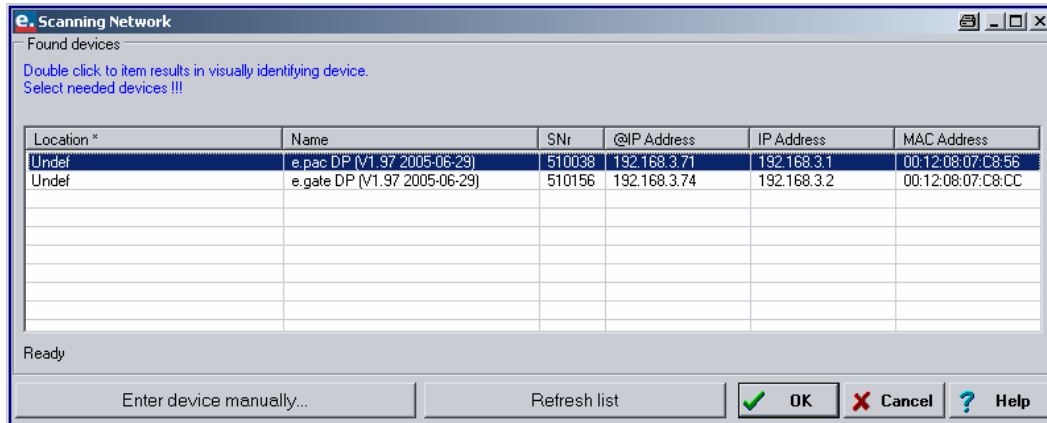 e. Scanning Network
Found devices
Double click to item results in visually identifying device.
Select needed devices !!!
Location * Name SNr @IP Address IP Address MAC Address
Undef e.pac DP (V1.97 2005-06-29) 510038 192.168.3.71 192.168.3.1 00:12:08:07:C8:56
Undef e.gate DP (V1.97 2005-06-29) 510156 192.168.3.74 192.168.3.2 00:12:08:07:C8:CC
Ready
Enter device manually... Refresh list OK Cancel ? Help